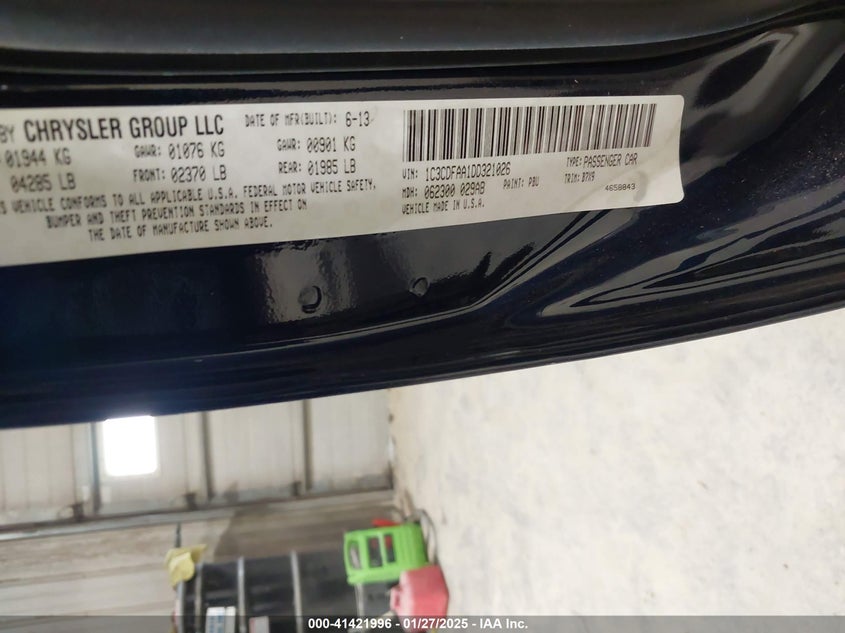 BY CHRYSLER GROUP LLC DATE OF MFR(BUILT): 6-13
01944 KG GAWR: 01076 KG GAWR: 00901 KG
04285 LB FRONT: 02370 LB REAR: 01985 LB
VEHICLE CONFORMS TO ALL APPLICABLE U.S.A. FEDERAL MOTOR VEHICLE SAFETY,
BUMPER AND THEFT PREVENTION STANDARDS IN EFFECT ON
THE DATE OF MANUFACTURE SHOWN ABOVE.
VIN: 1C3CDFAA1DD321026 TYPE: PASSENGER CAR
MDH: 062300 029AB PAINT: PBU TRIM: B7X9
VEHICLE MADE IN U.S.A. 4658843
000-41421996 — 01/27/2025 — IAA Inc.